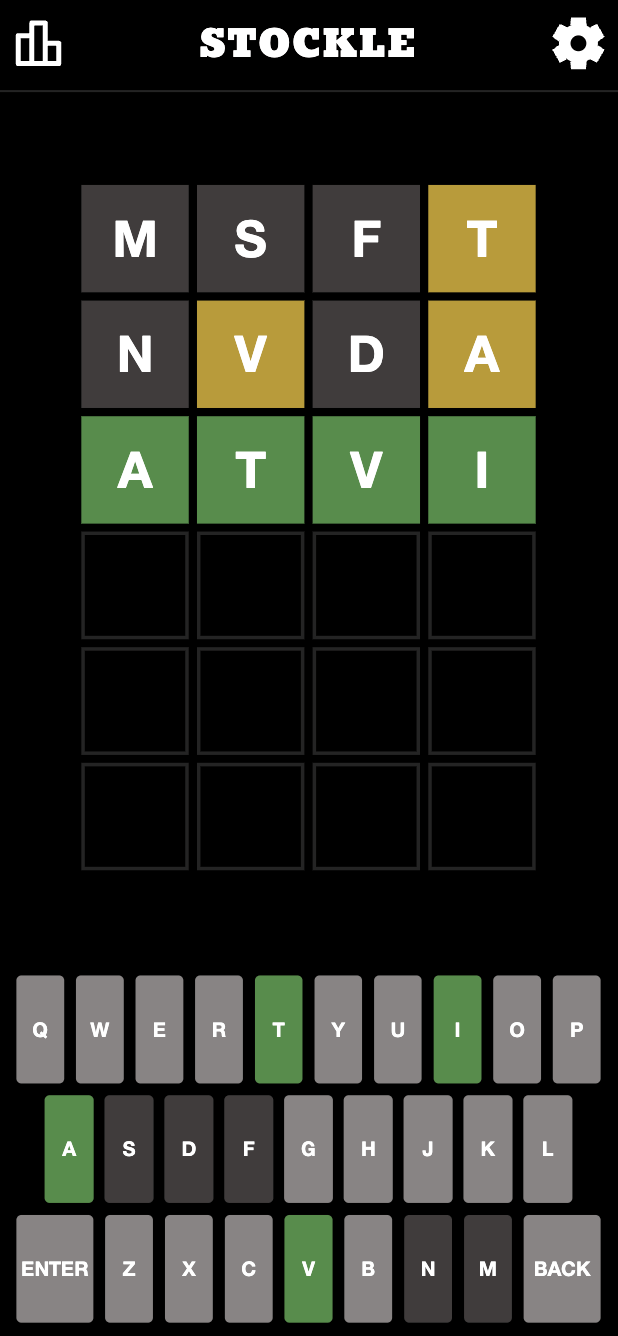 STOCKLE
M S F T
N V D A
A T V I
Q W E R T Y U I O P
A S D F G H J K L
ENTER Z X C V B N M BACK